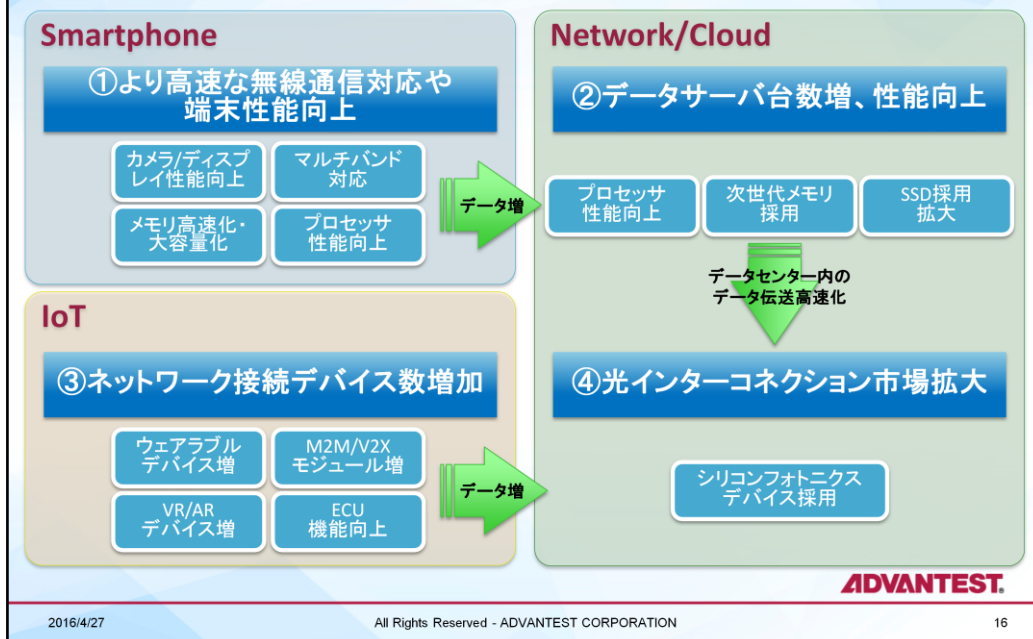 Smartphone
①より高速な無線通信対応や
端末性能向上
カメラ/ディスプ
レイ性能向上
マルチバンド
対応
メモリ高速化・
大容量化
プロセッサ
性能向上
データ増
Network/Cloud
②データサーバ台数増、性能向上
プロセッサ
性能向上
次世代メモリ
採用
SSD採用
拡大
データセンター内の
データ伝送高速化
IoT
③ネットワーク接続デバイス数増加
ウェアラブル
デバイス増
M2M/V2X
モジュール増
VR/AR
デバイス増
ECU
機能向上
データ増
④光インターコネクション市場拡大
シリコンフォトニクス
デバイス採用
ADVANTEST.
2016/4/27
All Rights Reserved - ADVANTEST CORPORATION
16